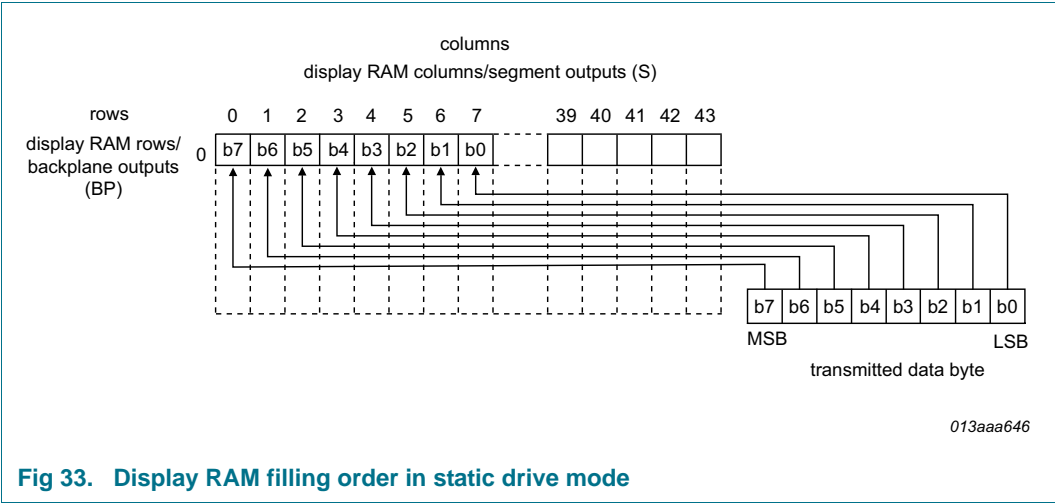 columns
display RAM columns/segment outputs (S)
rows 0 1 2 3 4 5 6 7 39 40 41 42 43
display RAM rows/
backplane outputs
(BP)
0 b7 b6 b5 b4 b3 b2 b1 b0
b7 b6 b5 b4 b3 b2 b1 b0
MSB LSB
transmitted data byte
013aaa646
Fig 33. Display RAM filling order in static drive mode